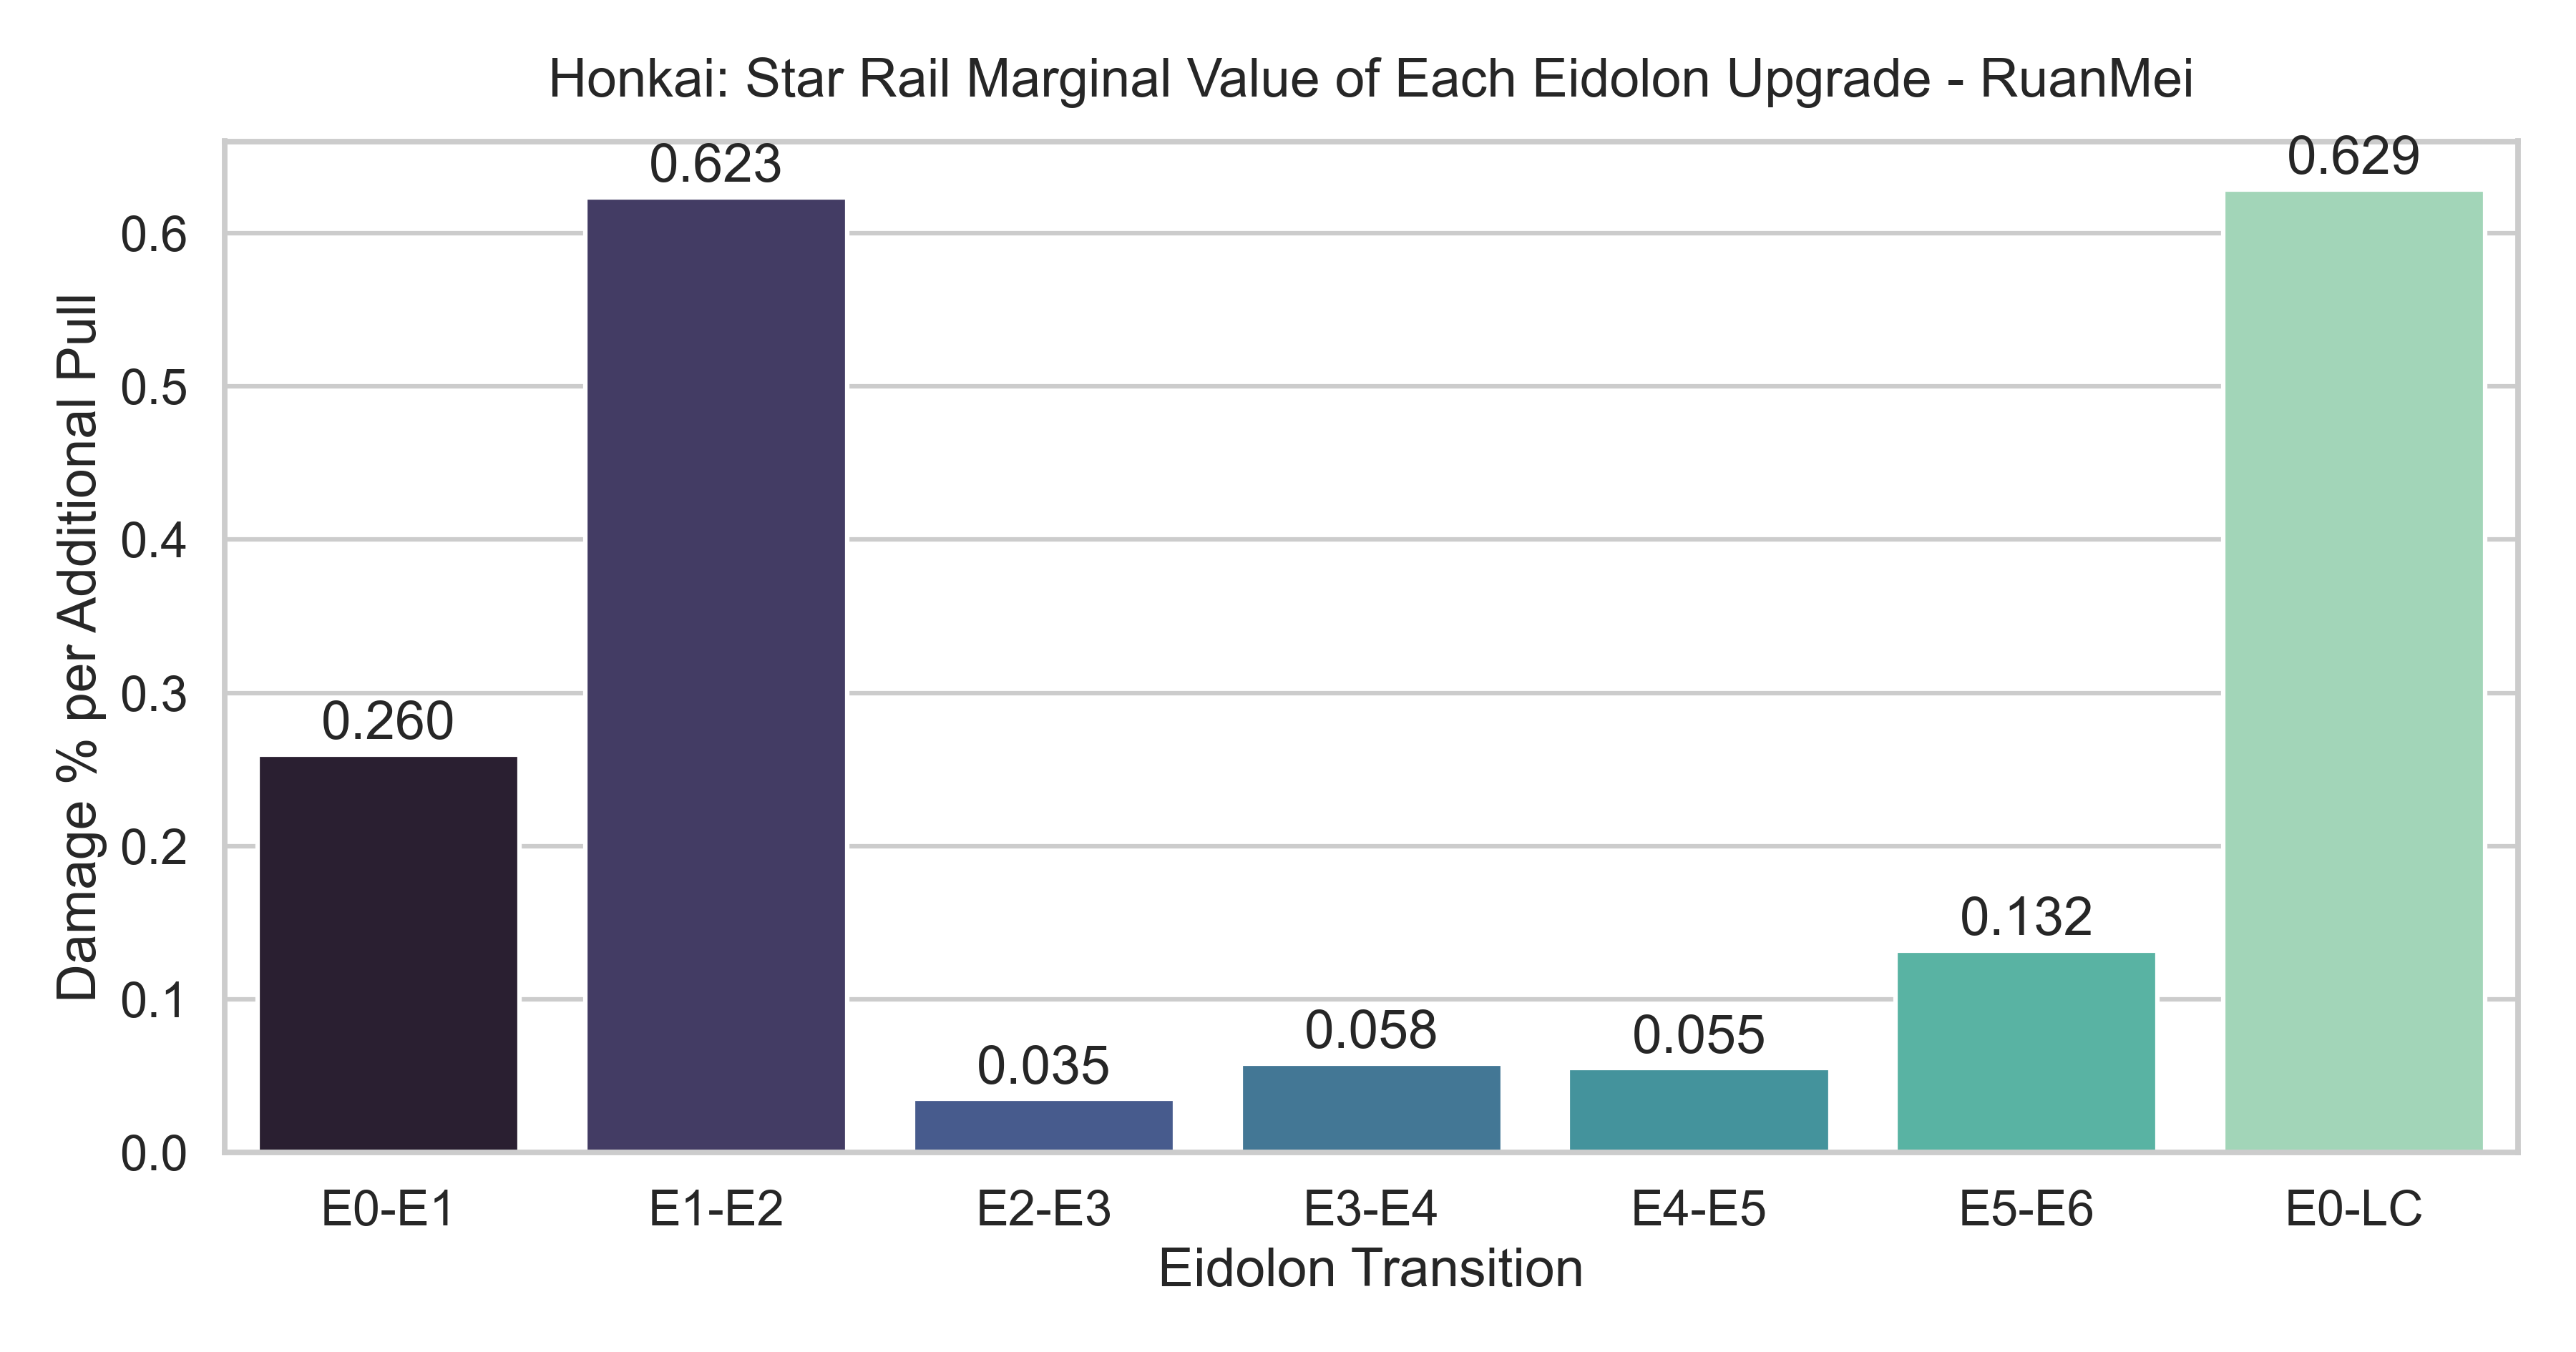 Honkai: Star Rail Marginal Value of Each Eidolon Upgrade - RuanMei
Damage % per Additional Pull
0.6
0.5
0.4
0.3
0.2
0.1
0.0
0.260
0.623
0.035
0.058
0.055
0.132
0.629
E0-E1
E1-E2
E2-E3
E3-E4
E4-E5
E5-E6
E0-LC
Eidolon Transition